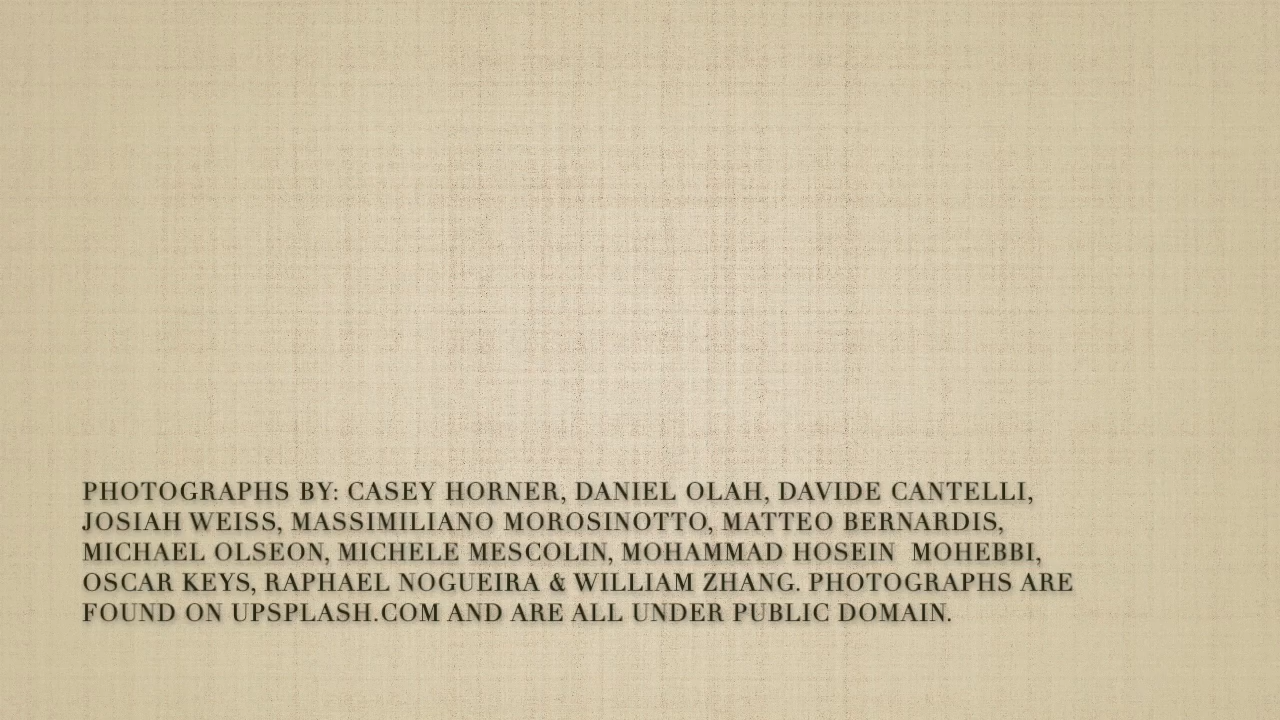 PHOTOGRAPHS BY: CASEY HORNER, DANIEL OLAH, DAVIDE CANTELLI,
JOSIAH WEISS, MASSIMILIANO MOROSINOTTO, MATTEO BERNARDIS,
MICHAEL OLSEON, MICHELE MESCOLIN, MOHAMMAD HOSEIN  MOHEBBI,
OSCAR KEYS, RAPHAEL NOGUEIRA & WILLIAM ZHANG. PHOTOGRAPHS ARE
FOUND ON UPSPLASH.COM AND ARE ALL UNDER PUBLIC DOMAIN.